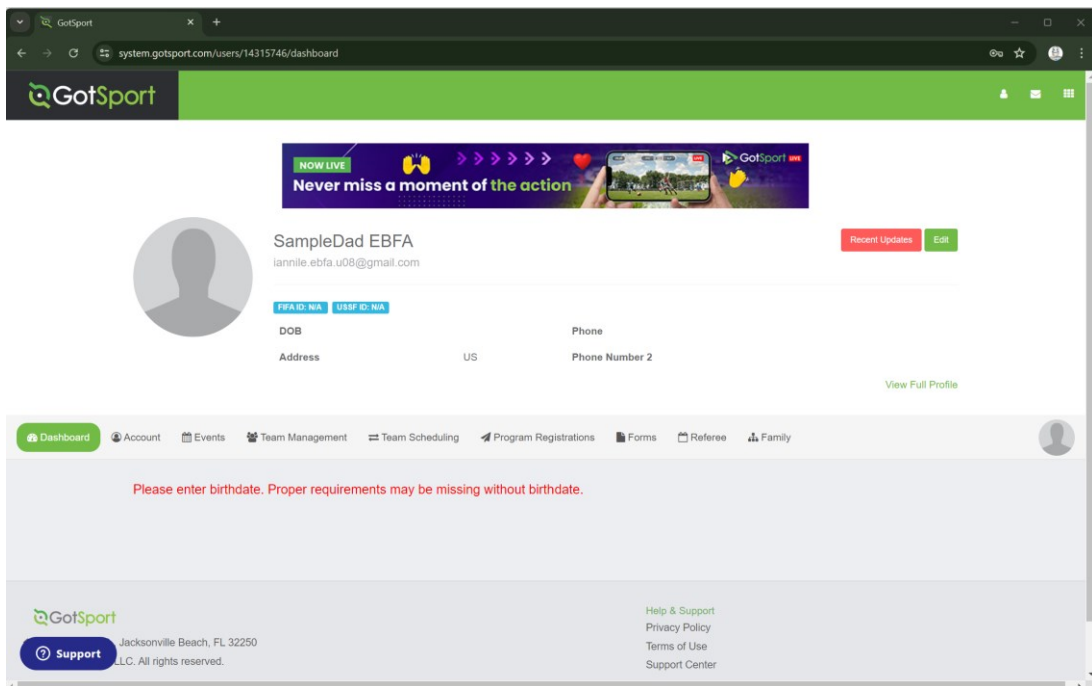 GotSport
system.gotsport.com/users/14315746/dashboard
GotSport
NOW LIVE
Never miss a moment of the action
GotSport LIVE
SampleDad EBFA
iannile.ebfa.u08@gmail.com
Recent Updates
Edit
FIFA ID: N/A
USSF ID: N/A
DOB
Phone
Address
US
Phone Number 2
View Full Profile
Dashboard
Account
Events
Team Management
Team Scheduling
Program Registrations
Forms
Referee
Family
Please enter birthdate. Proper requirements may be missing without birthdate.
GotSport
Jacksonville Beach, FL 32250
LLC. All rights reserved.
Support
Help & Support
Privacy Policy
Terms of Use
Support Center